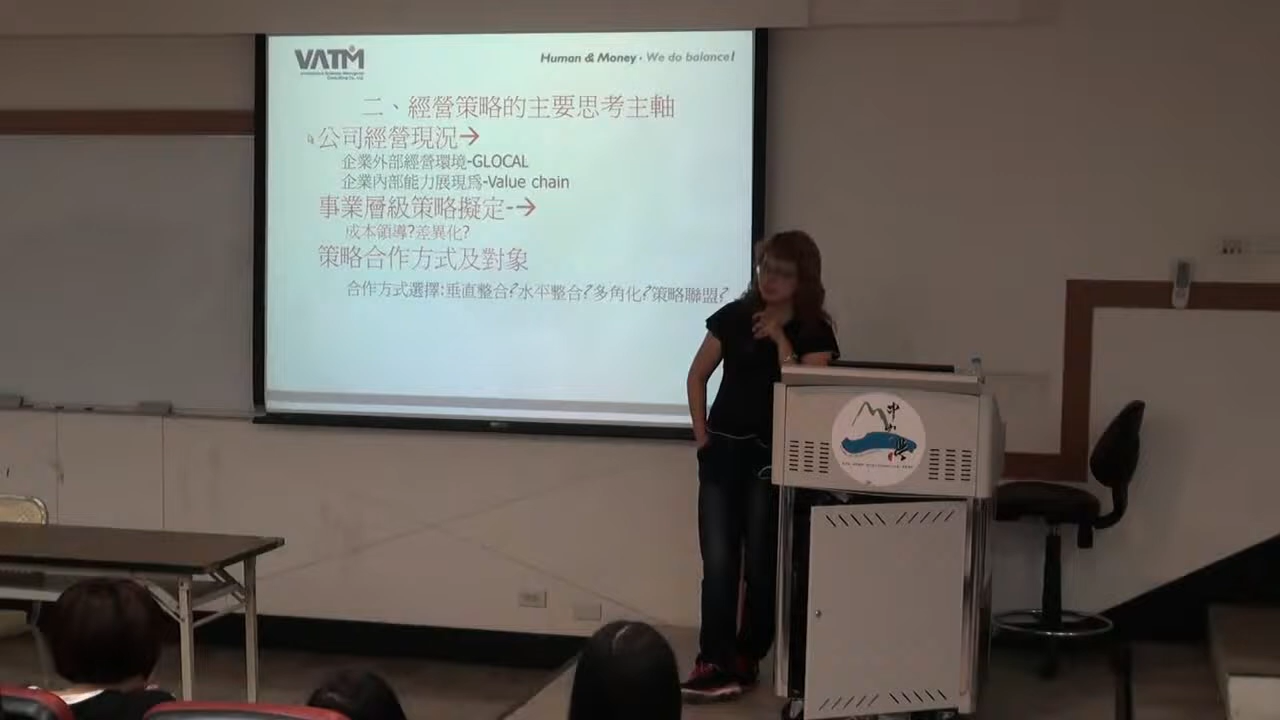 VATM
Human & Money · We do balance!
二、經營策略的主要思考主軸
公司經營現況→
企業外部經營環境-GLOCAL
企業內部能力展現爲-Value chain
事業層級策略擬定-→
成本領導?差異化?
策略合作方式及對象
合作方式選擇:垂直整合?水平整合?多角化?策略聯盟?